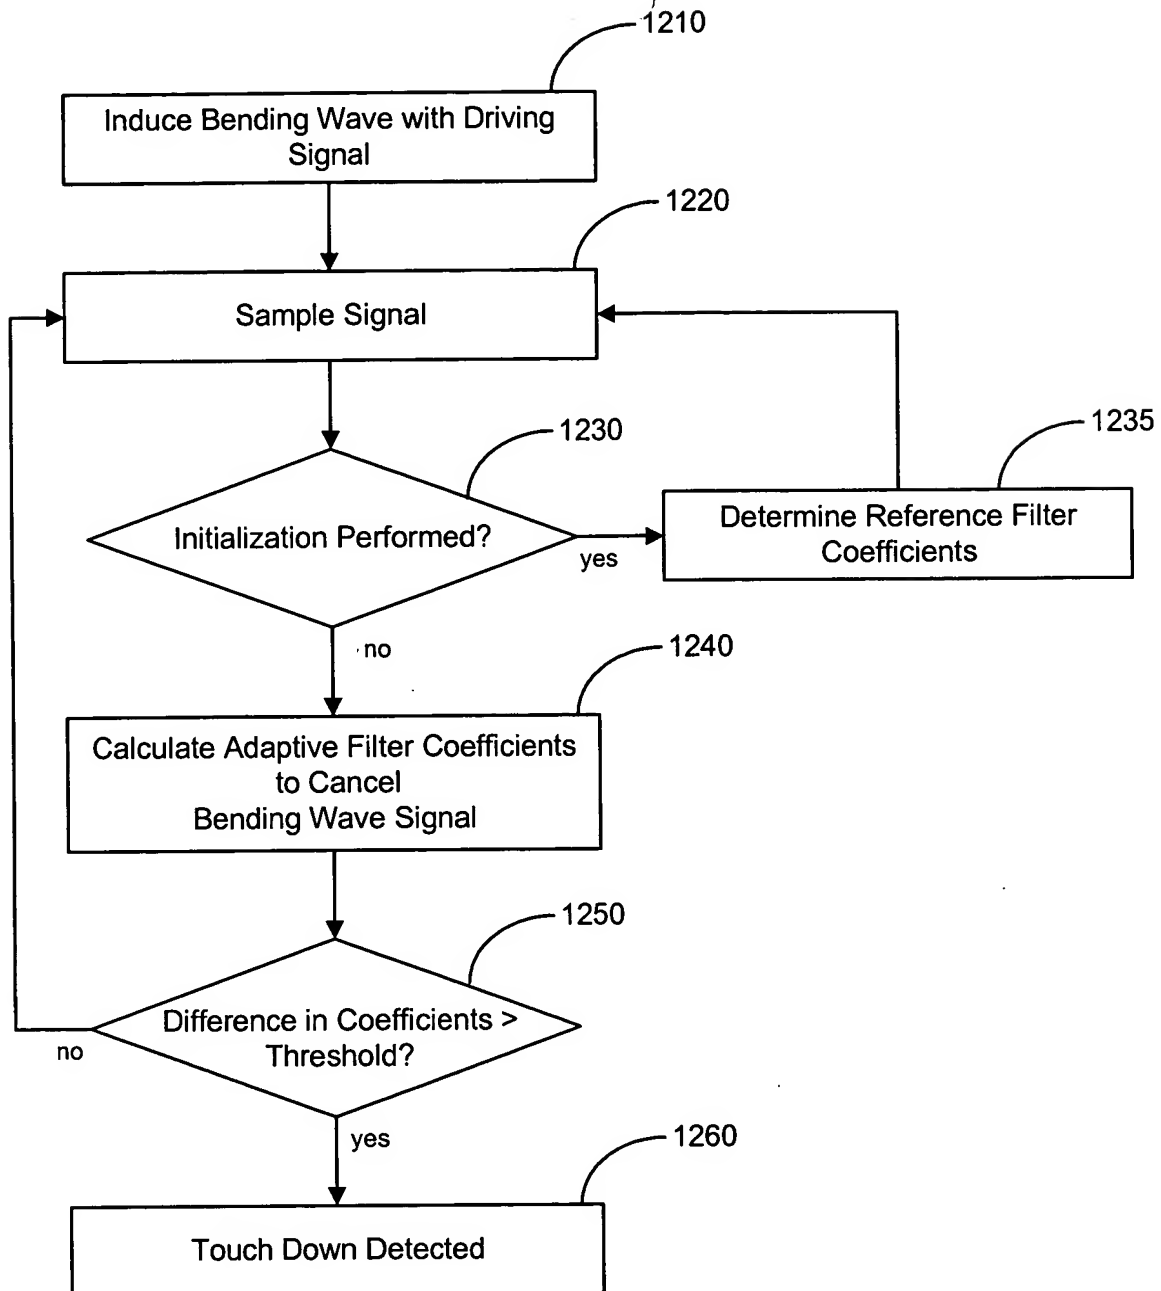 1210
Induce Bending Wave with Driving
Signal
1220
Sample Signal
1230
1235
Initialization Performed?
yes
Determine Reference Filter
Coefficients
no
1240
Calculate Adaptive Filter Coefficients
to Cancel
Bending Wave Signal
1250
Difference in Coefficients >
Threshold?
no
yes
1260
Touch Down Detected